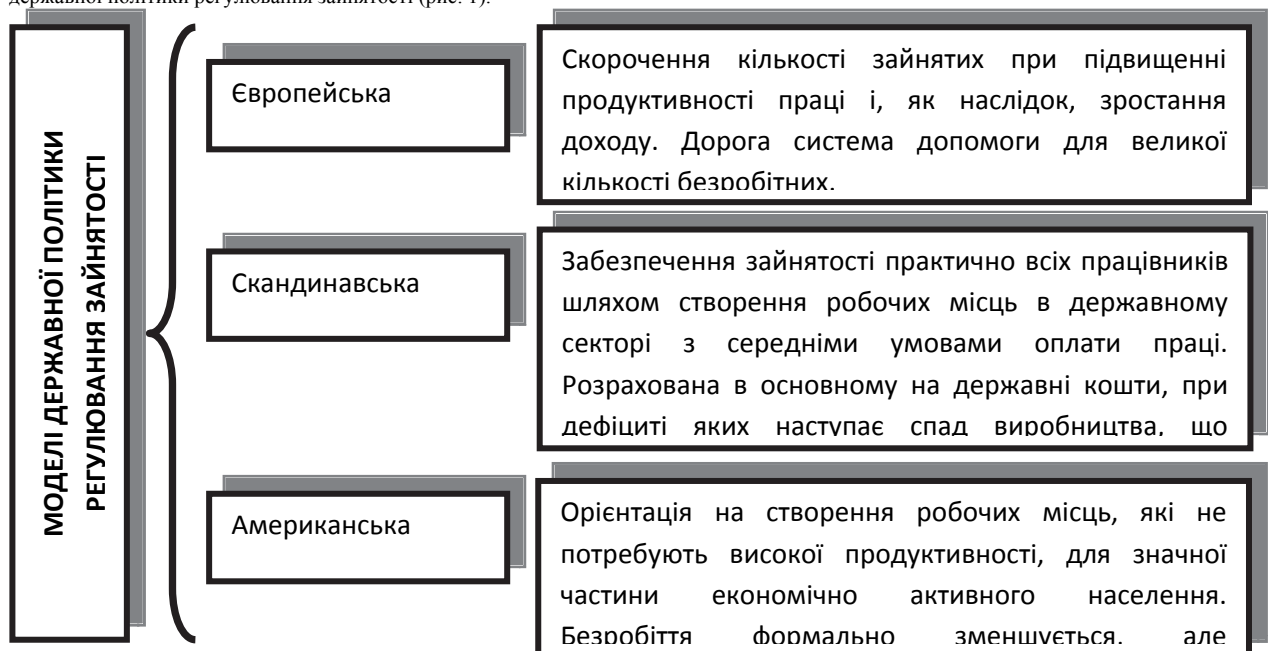 державної політики регулювання зайнятості (рис. 1).
МОДЕЛІ ДЕРЖАВНОЇ ПОЛІТИКИ
РЕГУЛЮВАННЯ ЗАЙНЯТОСТІ
Європейська
Скорочення кількості зайнятих при підвищенні
продуктивності праці і, як наслідок, зростання
доходу. Дорога система допомоги для великої
кількості безробітних.
Скандинавська
Забезпечення зайнятості практично всіх працівників
шляхом створення робочих місць в державному
секторі з середніми умовами оплати праці.
Розрахована в основному на державні кошти, при
дефіциті яких наступає спад виробництва, що
Американська
Орієнтація на створення робочих місць, які не
потребують високої продуктивності, для значної
частини економічно активного населення.
Безробіття формально зменшується, але